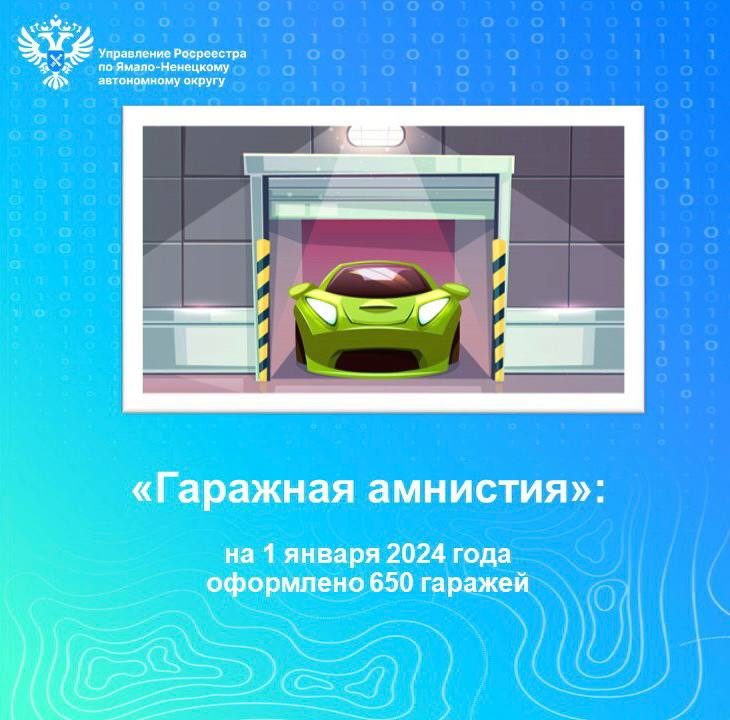 Управление Росреестра
по Ямало-Ненецкому
автономному округу
«Гаражная амнистия»:
на 1 января 2024 года
оформлено 650 гаражей